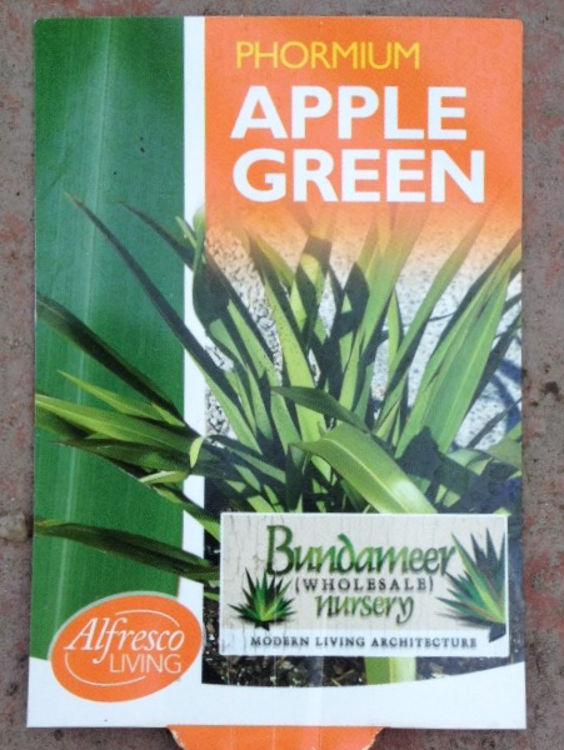 PHORMIUM
APPLE
GREEN
Bundameer
(WHOLESALE)
nursery
MODERN LIVING ARCHITECTURE
Alfresco
LIVING